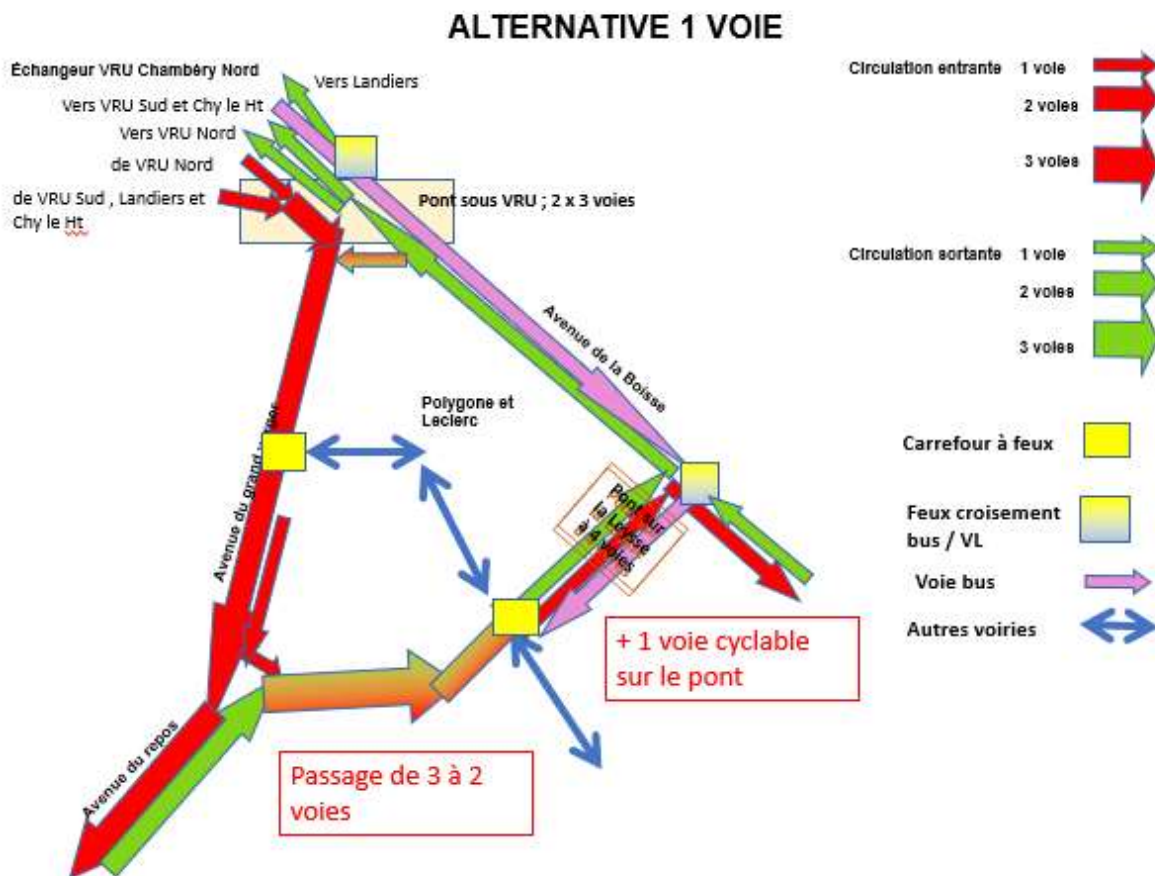 ALTERNATIVE 1 VOIE
Échangeur VRU Chambéry Nord
Vers Landiers
Vers VRU Sud et Chy le Ht
Vers VRU Nord
de VRU Nord
de VRU Sud , Landiers et
Chy le Ht
Pont sous VRU ; 2 x 3 voies
Circulation entrante 1 voie
2 voies
3 voies
Circulation sortante 1 voie
2 voies
3 voies
Avenue de la Boisse
Polygone et
Leclerc
Avenue du grand verger
Pont sur
la Leysse
à 4 voies
Carrefour à feux
Feux croisement
bus / VL
Voie bus
Autres voiries
+ 1 voie cyclable
sur le pont
Avenue du repos
Passage de 3 à 2
voies